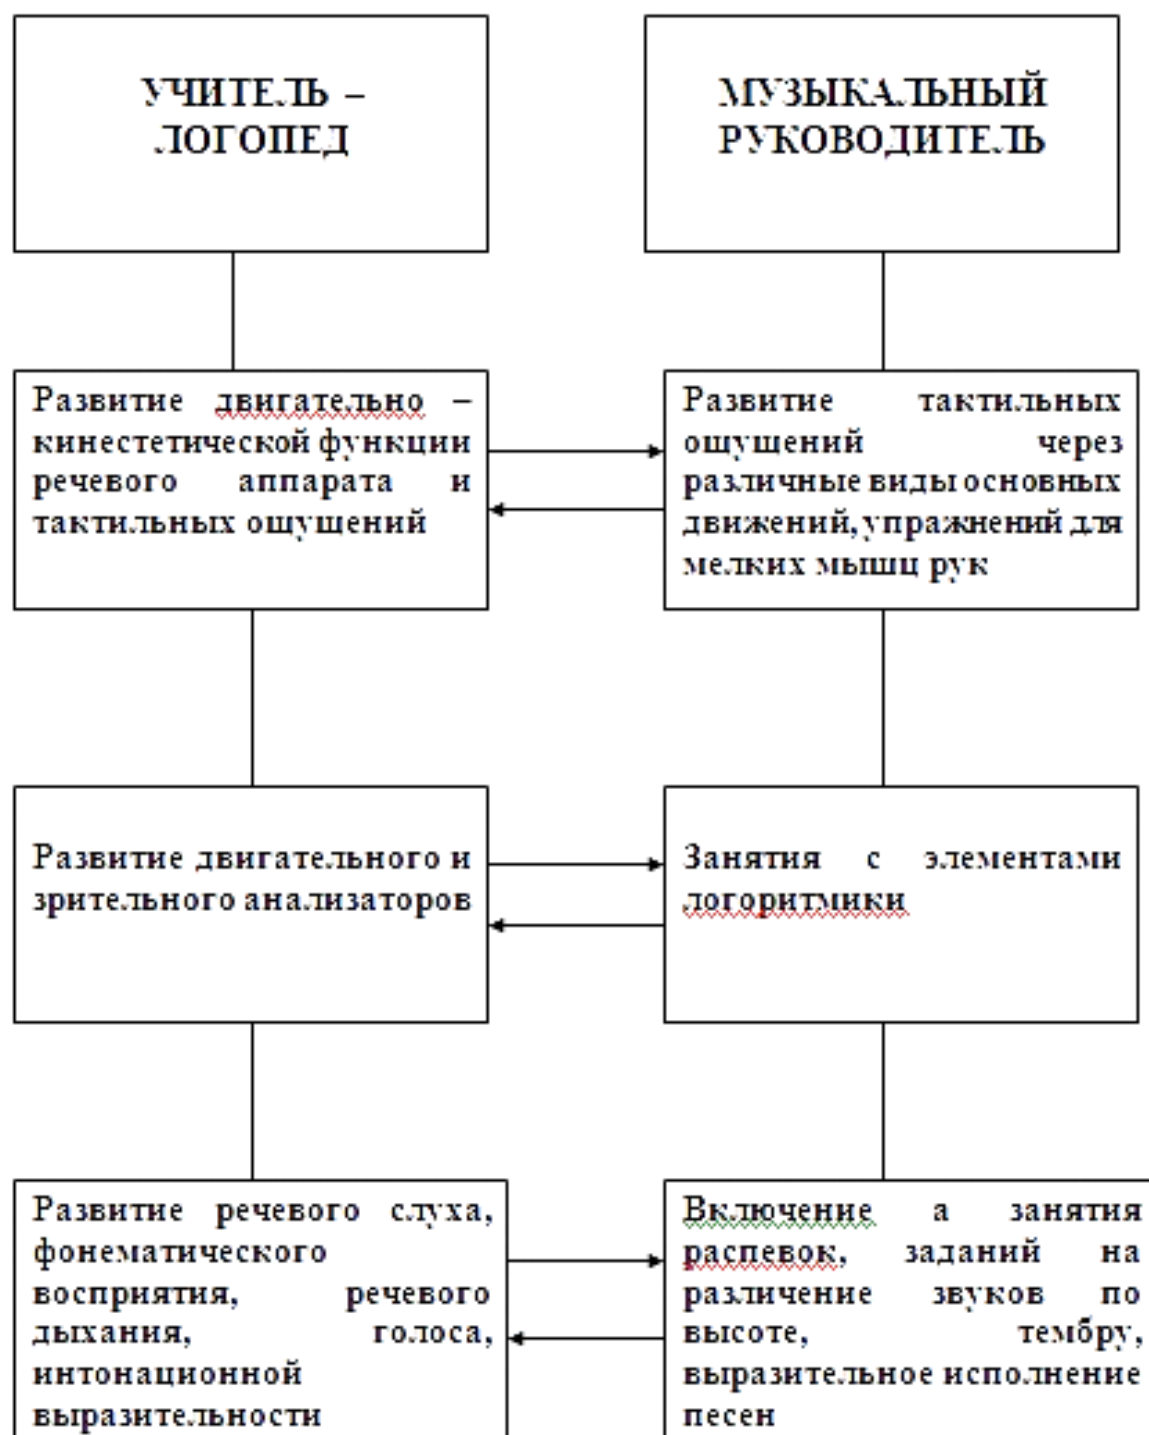 УЧИТЕЛЬ –
ЛОГОПЕД
МУЗЫКАЛЬНЫЙ
РУКОВОДИТЕЛЬ
Развитие двигательно –
кинестетической функции
речевого аппарата и
тактильных ощущений
Развитие тактильных
ощущений через
различные виды основных
движений, упражнений для
мелких мышц рук
Развитие двигательного и
зрительного анализаторов
Занятия с элементами
логоритмики
Развитие речевого слуха,
фонематического
восприятия, речевого
дыхания, голоса,
интонационной
выразительности
Включение а занятия
распевок, заданий на
различение звуков по
высоте, тембру,
выразительное исполнение
песен